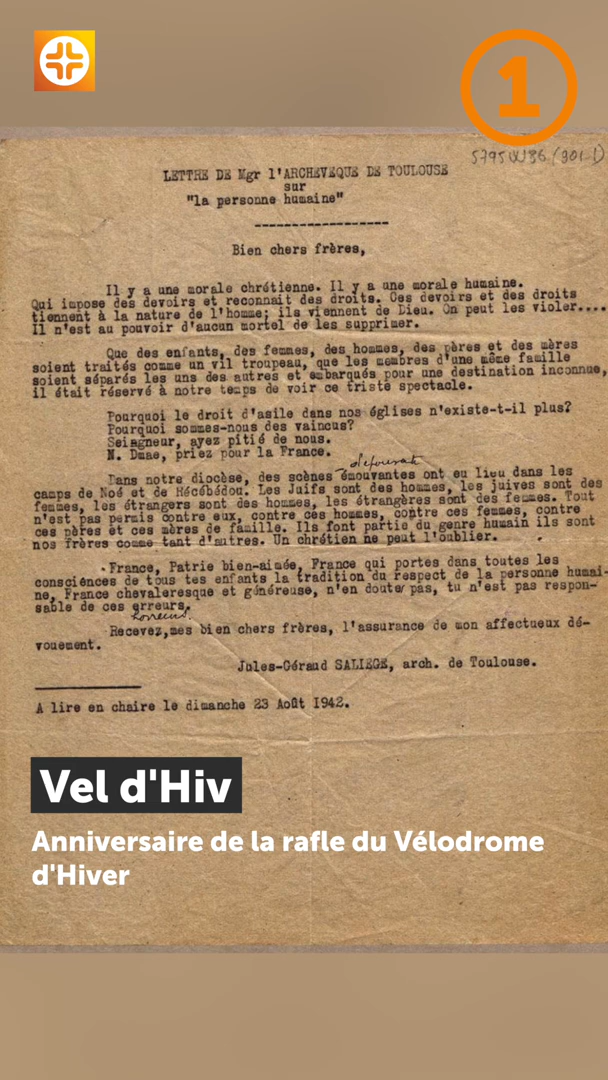 1
5795W86 (301 1)
LETTRE DE Mgr l'ARCHEVEQUE DE TOULOUSE
sur
"la personne humaine"
Bien chers frères,
Il y a une morale chrétienne. Il y a une morale humaine.
Qui impose des devoirs et reconnait des droits. Ces devoirs et des droits
tiennent à la nature de l'homme; ils viennent de Dieu. On peut les violer....
Il n'est au pouvoir d'aucun mortel de les supprimer.
Que des enfants, des femmes, des hommes, des pères et des mères
soient traités comme un vil troupeau, que les membres d'une même famille
soient séparés les uns des autres et embarqués pour une destination inconnue,
il était réservé à notre temps de voir ce triste spectacle.
Pourquoi le droit d'asile dans nos églises n'existe-t-il plus?
Pourquoi sommes-nous des vaincus?
Seigneur, ayez pitié de nous.
N. Dmae, priez pour la France.
Dans notre diocèse, des scènes émouvantes ont eu lieu dans les
camps de Noé et de Récébédou. Les Juifs sont des hommes, les juives sont des
femmes, les étrangers sont des hommes, les étrangères sont des femmes. Tout
n'est pas permis contre eux, contre ces hommes, contre ces femmes, contre
ces pères et ces mères de famille. Ils font partie du genre humain ils sont
nos frères comme tant d'autres. Un chrétien ne peut l'oublier.
France, Patrie bien-aimée, France qui portes dans toutes les
consciences de tous tes enfants la tradition du respect de la personne humai-
ne, France chevaleresque et généreuse, n'en doute pas, tu n'est pas respon-
sable de ces erreurs.
horreurs.
Recevez,mes bien chers frères, l'assurance de mon affectueux dé-
vouement.
Jules-Géraud SALIEGE, arch. de Toulouse.
A lire en chaire le dimanche 23 Août 1942.
Vel d'Hiv
Anniversaire de la rafle du Vélodrome
d'Hiver